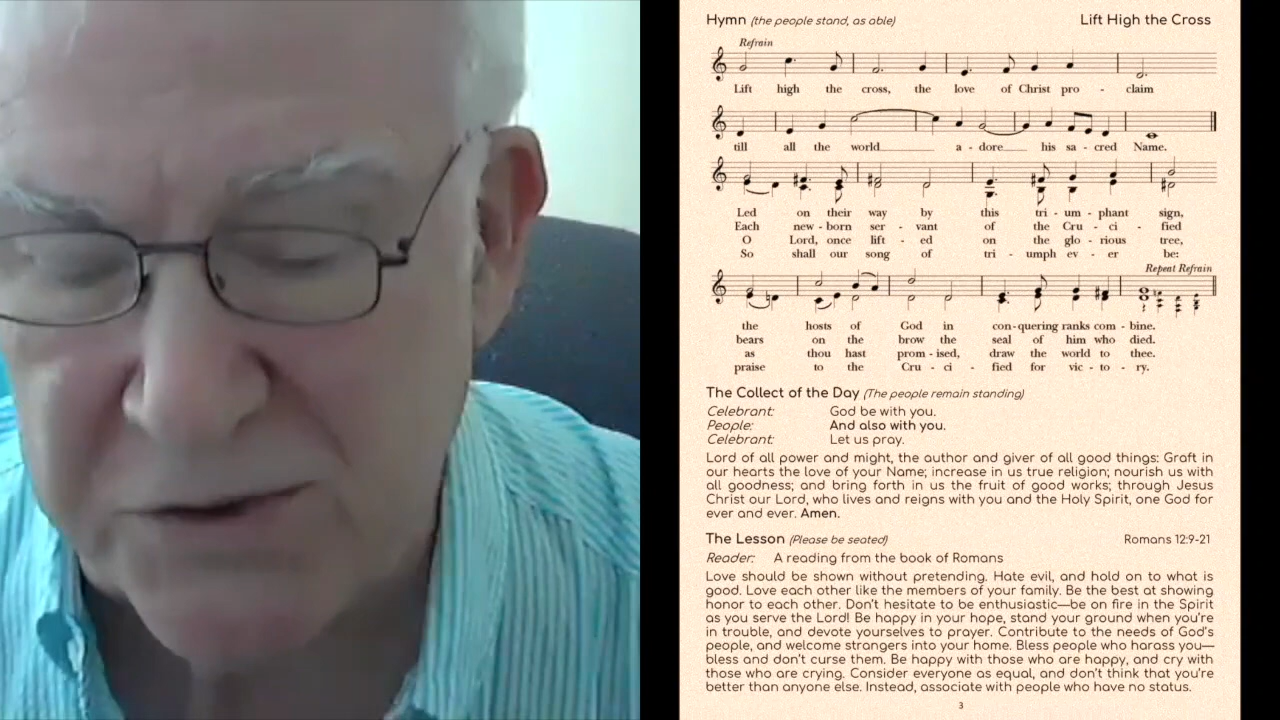 Hymn (the people stand, as able) Lift High the Cross
Refrain
Lift high the cross, the love of Christ pro - claim
till all the world a - dore his sa - cred Name.
Led on their way by this tri - um - phant sign,
Each new - born ser - vant of the Cru - ci - fied
O Lord, once lift - ed on the glo - rious tree,
So shall our song of tri - umph ev - er be:
Repeat Refrain
the hosts of God in con - quering ranks com - bine.
bears on the brow the seal of him who died.
as thou hast prom - ised, draw the world to thee.
praise to the Cru - ci - fied for vic - to - ry.
The Collect of the Day (The people remain standing)
Celebrant: God be with you.
People: And also with you.
Celebrant: Let us pray.
Lord of all power and might, the author and giver of all good things: Graft in
our hearts the love of your Name; increase in us true religion; nourish us with
all goodness; and bring forth in us the fruit of good works; through Jesus
Christ our Lord, who lives and reigns with you and the Holy Spirit, one God for
ever and ever. Amen.
The Lesson (Please be seated) Romans 12:9-21
Reader: A reading from the book of Romans
Love should be shown without pretending. Hate evil, and hold on to what is
good. Love each other like the members of your family. Be the best at showing
honor to each other. Don't hesitate to be enthusiastic—be on fire in the Spirit
as you serve the Lord! Be happy in your hope, stand your ground when you're
in trouble, and devote yourselves to prayer. Contribute to the needs of God's
people, and welcome strangers into your home. Bless people who harass you—
bless and don't curse them. Be happy with those who are happy, and cry with
those who are crying. Consider everyone as equal, and don't think that you're
better than anyone else. Instead, associate with people who have no status.
3